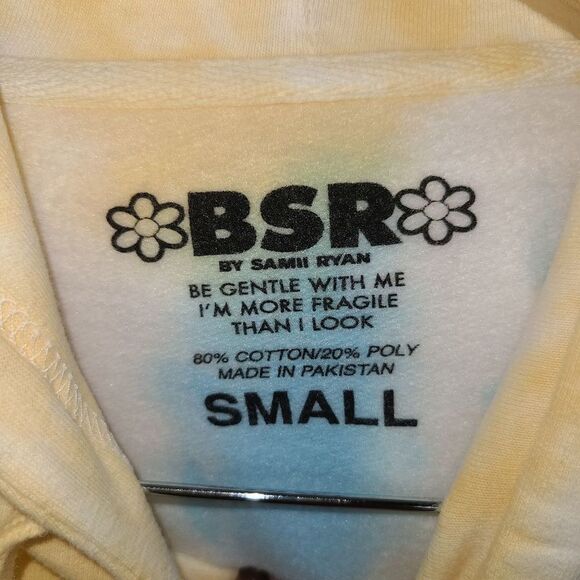 BSR
BY SAMII RYAN
BE GENTLE WITH ME
I'M MORE FRAGILE
THAN I LOOK
80% COTTON/20% POLY
MADE IN PAKISTAN
SMALL